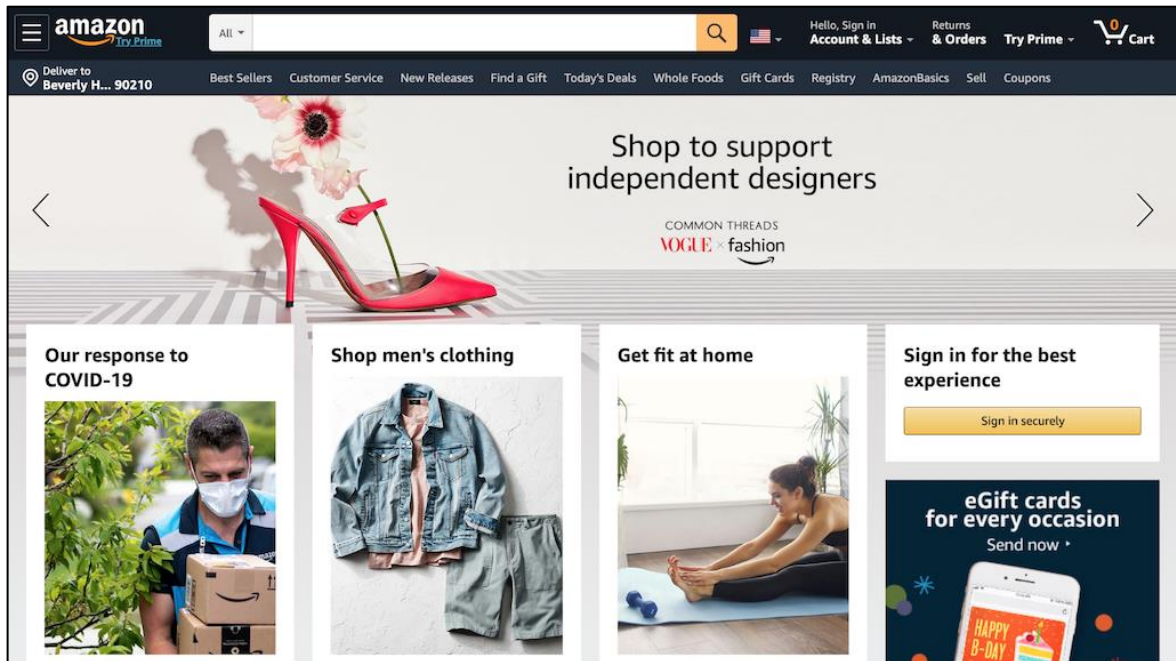 amazon
Try Prime
All
Hello, Sign in
Account & Lists
Returns
& Orders
Try Prime
0
Cart
Deliver to
Beverly H... 90210
Best Sellers Customer Service New Releases Find a Gift Today's Deals Whole Foods Gift Cards Registry AmazonBasics Sell Coupons
Shop to support
independent designers
COMMON THREADS
VOGUE × fashion
Our response to
COVID-19
Shop men's clothing
Get fit at home
Sign in for the best
experience
Sign in securely
eGift cards
for every occasion
Send now
HAPPY
B-DAY